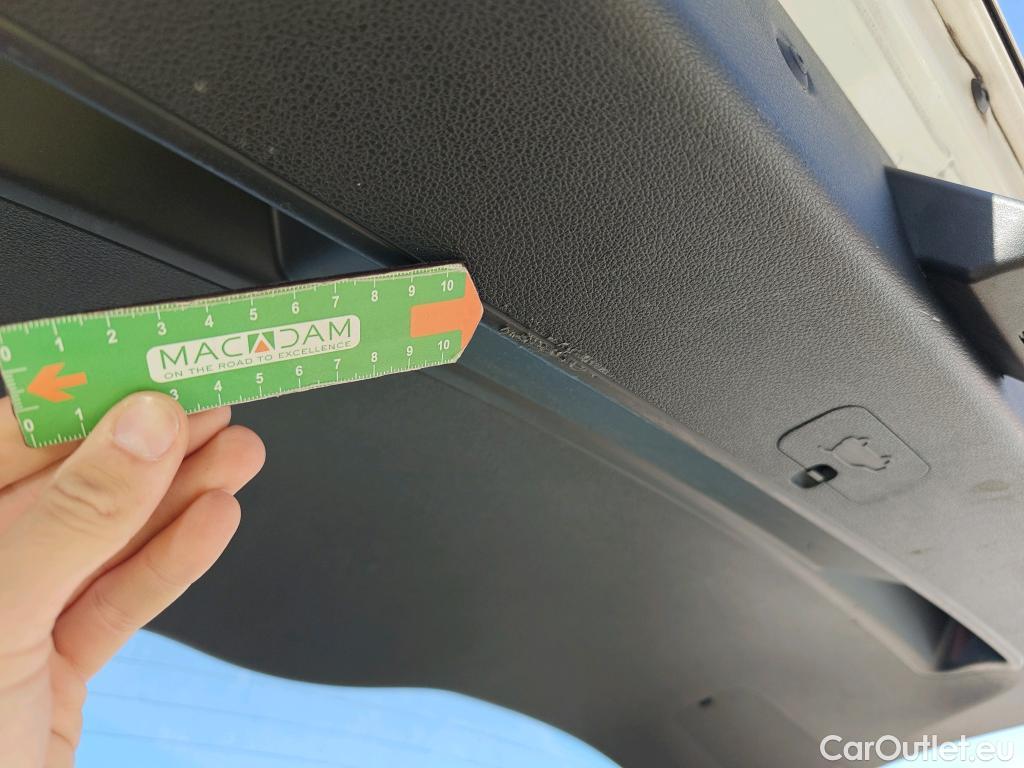 0 1 2 3 4 5 6 7 8 9 10
MACADAM
ON THE ROAD TO EXCELLENCE
0 1 3 4 5 6 7 8 9 10
CarOutlet.eu